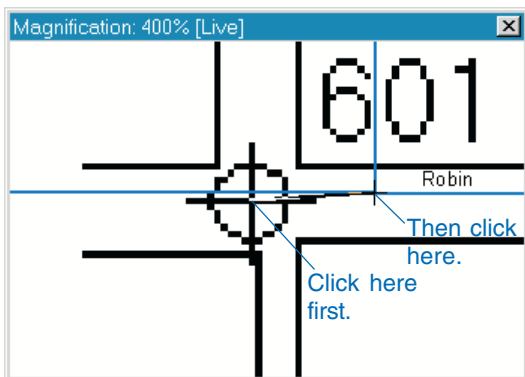 Magnification: 400% [Live]
601
Robin
Then click
here.
Click here
first.